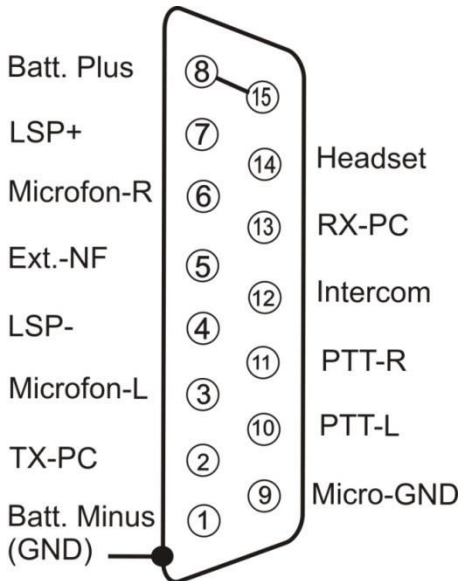 Batt. Plus
8
15
LSP+
7
14
Headset
Microfon-R
6
13
RX-PC
Ext.-NF
5
12
Intercom
LSP-
4
11
PTT-R
Microfon-L
3
10
PTT-L
TX-PC
2
9
Micro-GND
Batt. Minus
(GND)
1